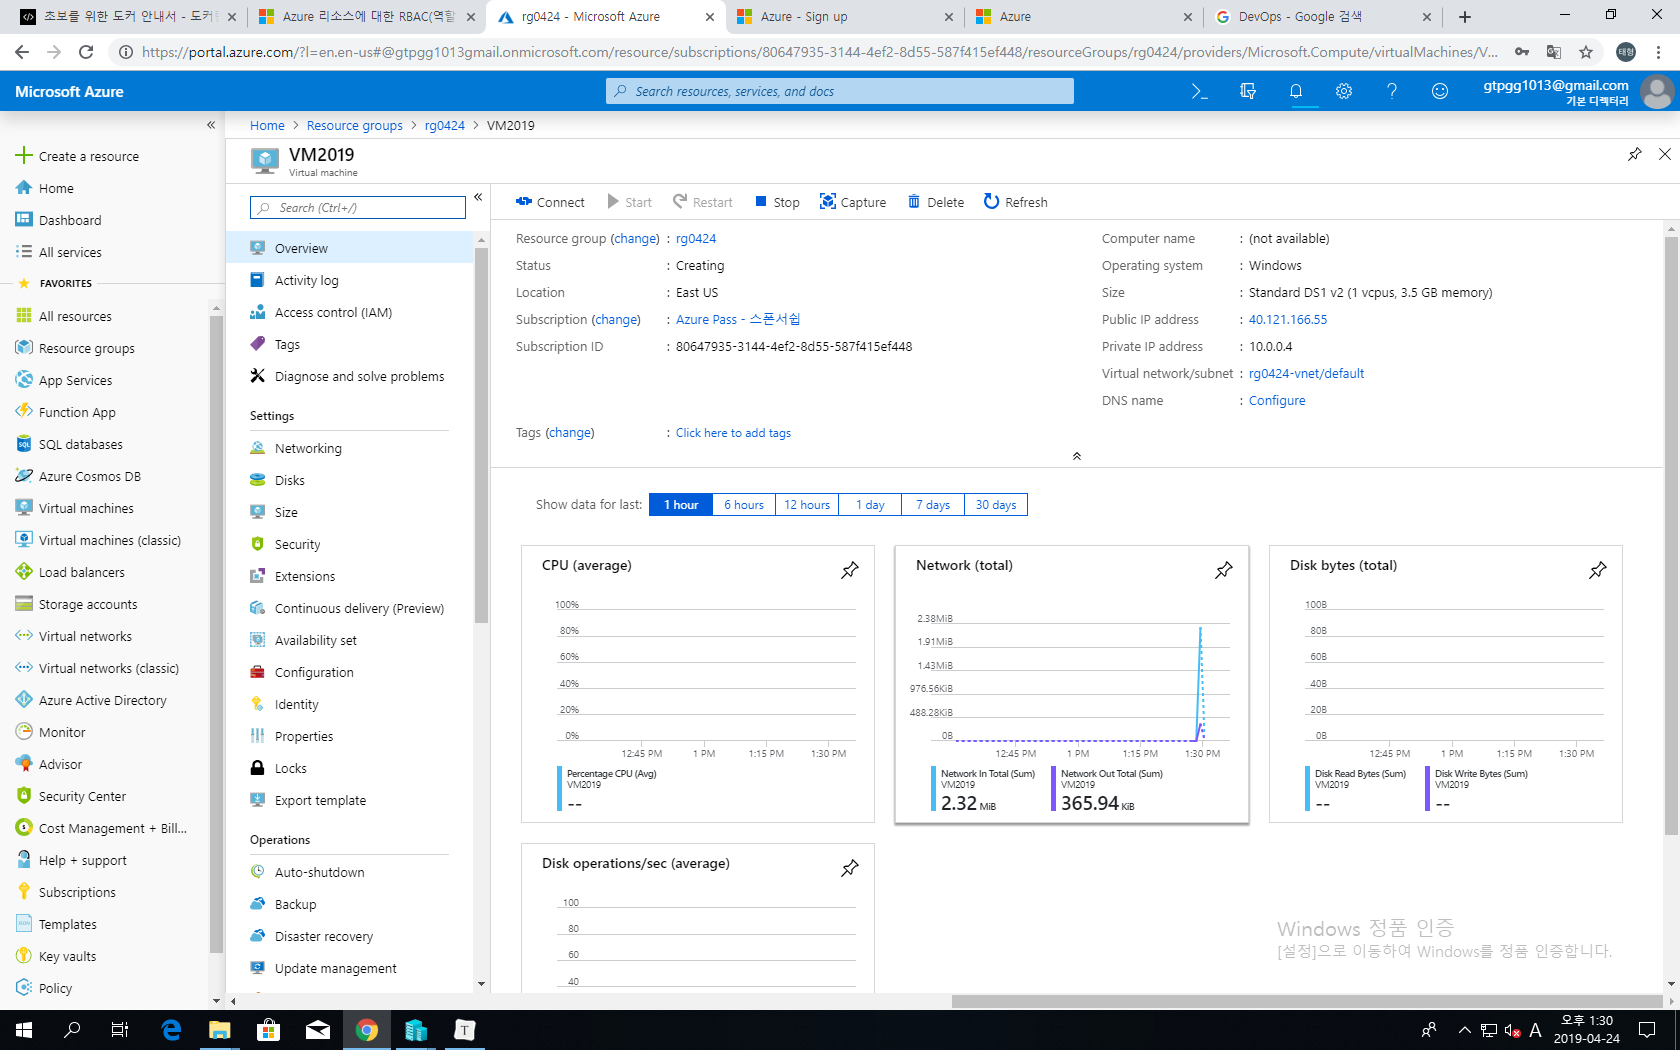 초보를 위한 도커 안내서 - 도커란
Azure 리소스에 대한 RBAC(역할
rg0424 - Microsoft Azure
Azure - Sign up
Azure
DevOps - Google 검색
https://portal.azure.com/?l=en.en-us#@gtpgg1013gmail.onmicrosoft.com/resource/subscriptions/80647935-3144-4ef2-8d55-587f415ef448/resourceGroups/rg0424/providers/Microsoft.Compute/virtualMachines/V...
태형
Microsoft Azure
Search resources, services, and docs
gtpgg1013@gmail.com
기본 디렉터리
Home > Resource groups > rg0424 > VM2019
VM2019
Virtual machine
Create a resource
Home
Dashboard
All services
FAVORITES
All resources
Resource groups
App Services
Function App
SQL databases
Azure Cosmos DB
Virtual machines
Virtual machines (classic)
Load balancers
Storage accounts
Virtual networks
Virtual networks (classic)
Azure Active Directory
Monitor
Advisor
Security Center
Cost Management + Bill...
Help + support
Subscriptions
Templates
Key vaults
Policy
Search (Ctrl+/)
Overview
Activity log
Access control (IAM)
Tags
Diagnose and solve problems
Settings
Networking
Disks
Size
Security
Extensions
Continuous delivery (Preview)
Availability set
Configuration
Identity
Properties
Locks
Export template
Operations
Auto-shutdown
Backup
Disaster recovery
Update management
Connect Start Restart Stop Capture Delete Refresh
Resource group (change) : rg0424
Status : Creating
Location : East US
Subscription (change) : Azure Pass - 스폰서쉽
Subscription ID : 80647935-3144-4ef2-8d55-587f415ef448
Tags (change) : Click here to add tags
Computer name : (not available)
Operating system : Windows
Size : Standard DS1 v2 (1 vcpus, 3.5 GB memory)
Public IP address : 40.121.166.55
Private IP address : 10.0.0.4
Virtual network/subnet : rg0424-vnet/default
DNS name : Configure
Show data for last: 1 hour 6 hours 12 hours 1 day 7 days 30 days
CPU (average)
100%
80%
60%
40%
20%
0%
12:45 PM 1 PM 1:15 PM 1:30 PM
Percentage CPU (Avg)
VM2019
--
Network (total)
2.38MiB
1.91MiB
1.43MiB
976.56KiB
488.28KiB
0B
12:45 PM 1 PM 1:15 PM 1:30 PM
Network In Total (Sum)
VM2019
2.32 MiB
Network Out Total (Sum)
VM2019
365.94 KiB
Disk bytes (total)
100B
80B
60B
40B
20B
0B
12:45 PM 1 PM 1:15 PM 1:30 PM
Disk Read Bytes (Sum)
VM2019
--
Disk Write Bytes (Sum)
VM2019
--
Disk operations/sec (average)
100
80
60
40
Windows 정품 인증
[설정]으로 이동하여 Windows를 정품 인증합니다.
T
A
오후 1:30
2019-04-24